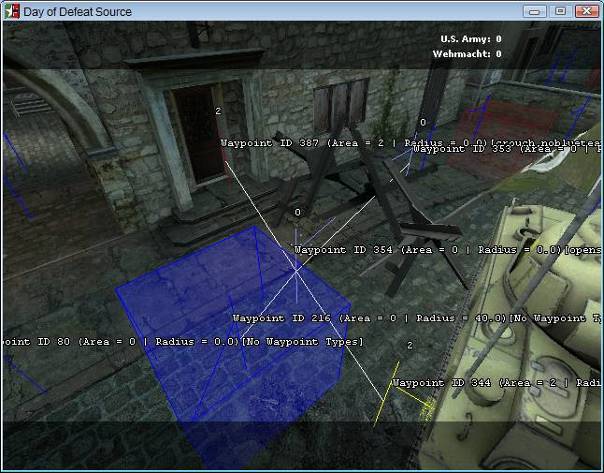 Day of Defeat Source
U.S. Army: 0
Wehrmacht: 0
2
0
Waypoint ID 387 (Area = 2 | Radius = 0.0)[crouch noblueteam
Waypoint ID 353 (Area = 0 | R
0
Waypoint ID 354 (Area = 0 | Radius = 0.0)[opens
Waypoint ID 216 (Area = 0 | Radius = 40.0)[No Waypoint Ty
point ID 80 (Area = 0 | Radius = 0.0)[No Waypoint Types]
2
Waypoint ID 344 (Area = 2 | Radi